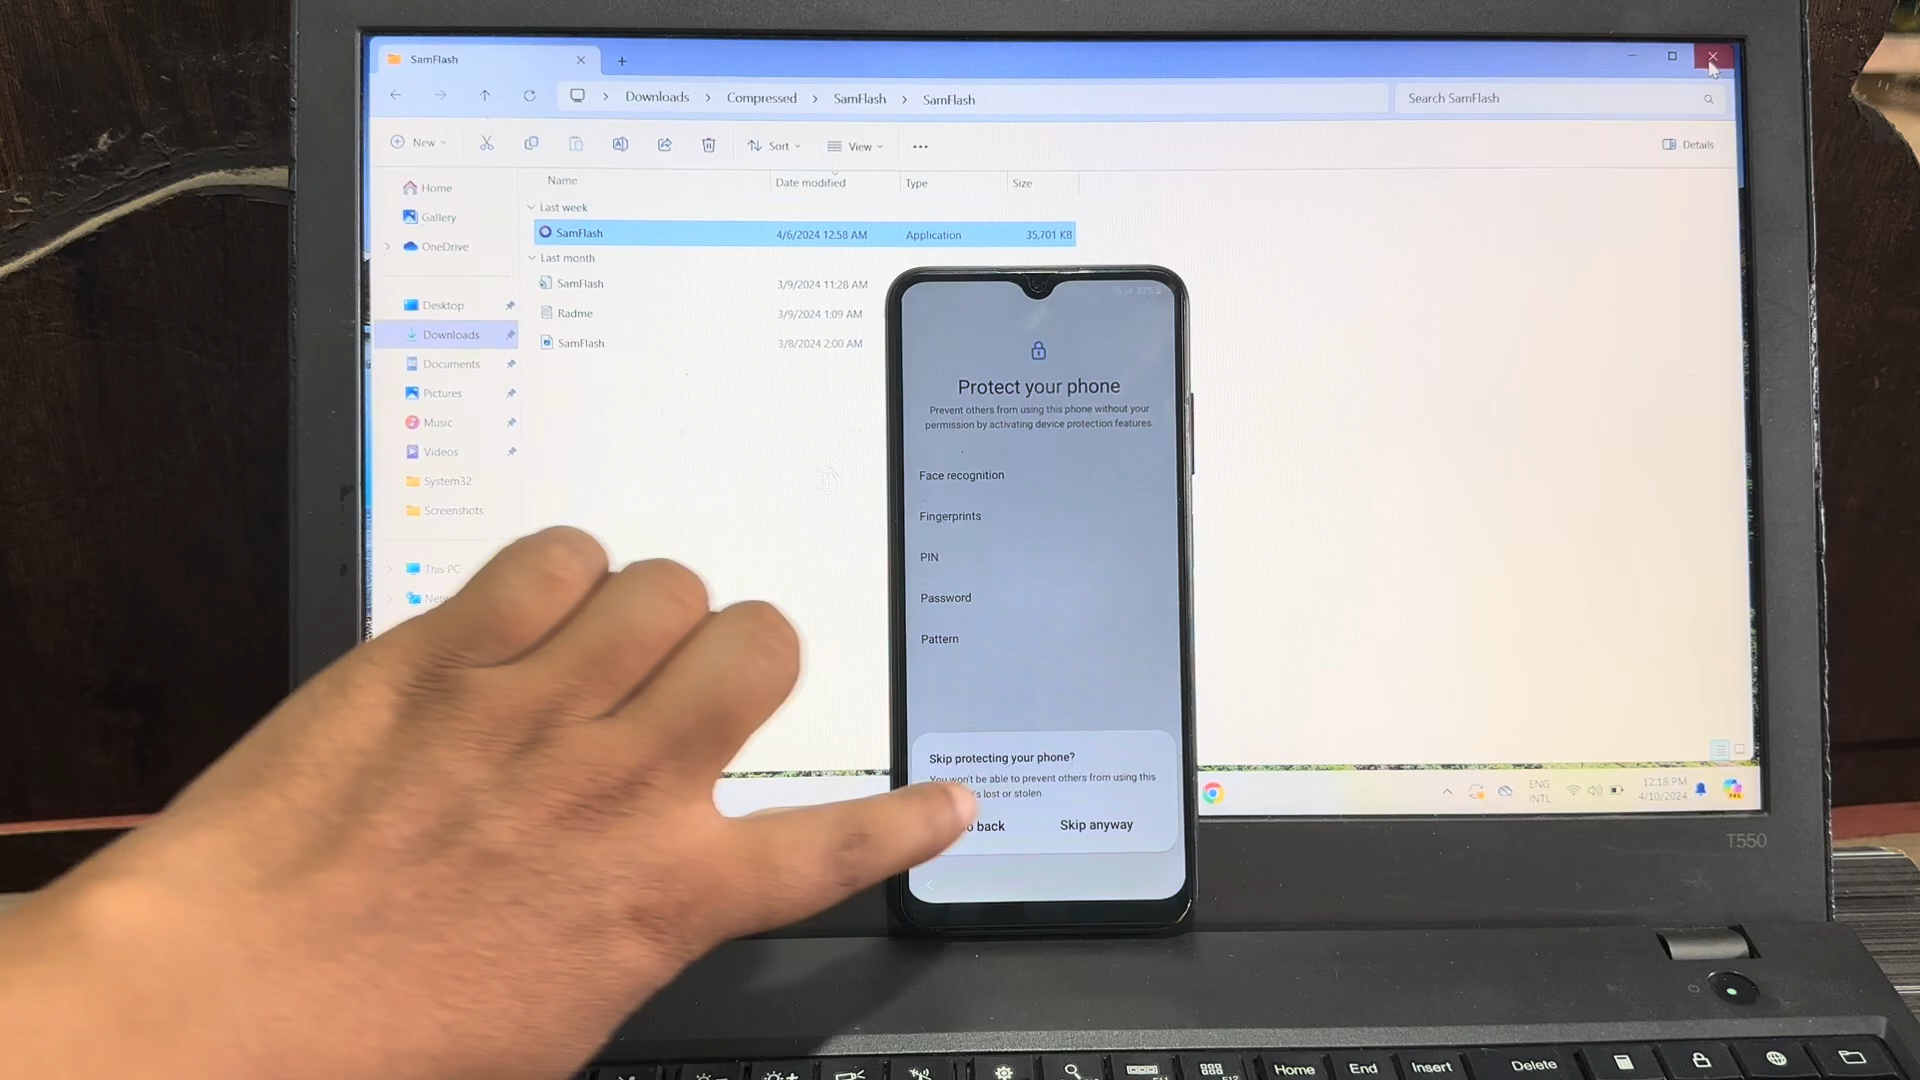 SamFlash
Downloads > Compressed > SamFlash > SamFlash
Search SamFlash
New
Sort
View
Details
Name
Date modified
Type
Size
Home
Gallery
OneDrive
Desktop
Downloads
Documents
Pictures
Music
Videos
System32
Screenshots
This PC
Last week
SamFlash 4/6/2024 12:58 AM Application 35,701 KB
Last month
SamFlash 3/9/2024 11:28 AM
Radme 3/9/2024 1:09 AM
SamFlash 3/8/2024 2:00 AM
Protect your phone
Prevent others from using this phone without your
permission by activating device protection features
Face recognition
Fingerprints
PIN
Password
Pattern
Skip protecting your phone?
You won't be able to prevent others from using this
lost or stolen.
back
Skip anyway
ENG
INTL
12:18 PM
4/10/2024
T550
Home
End
Insert
Delete